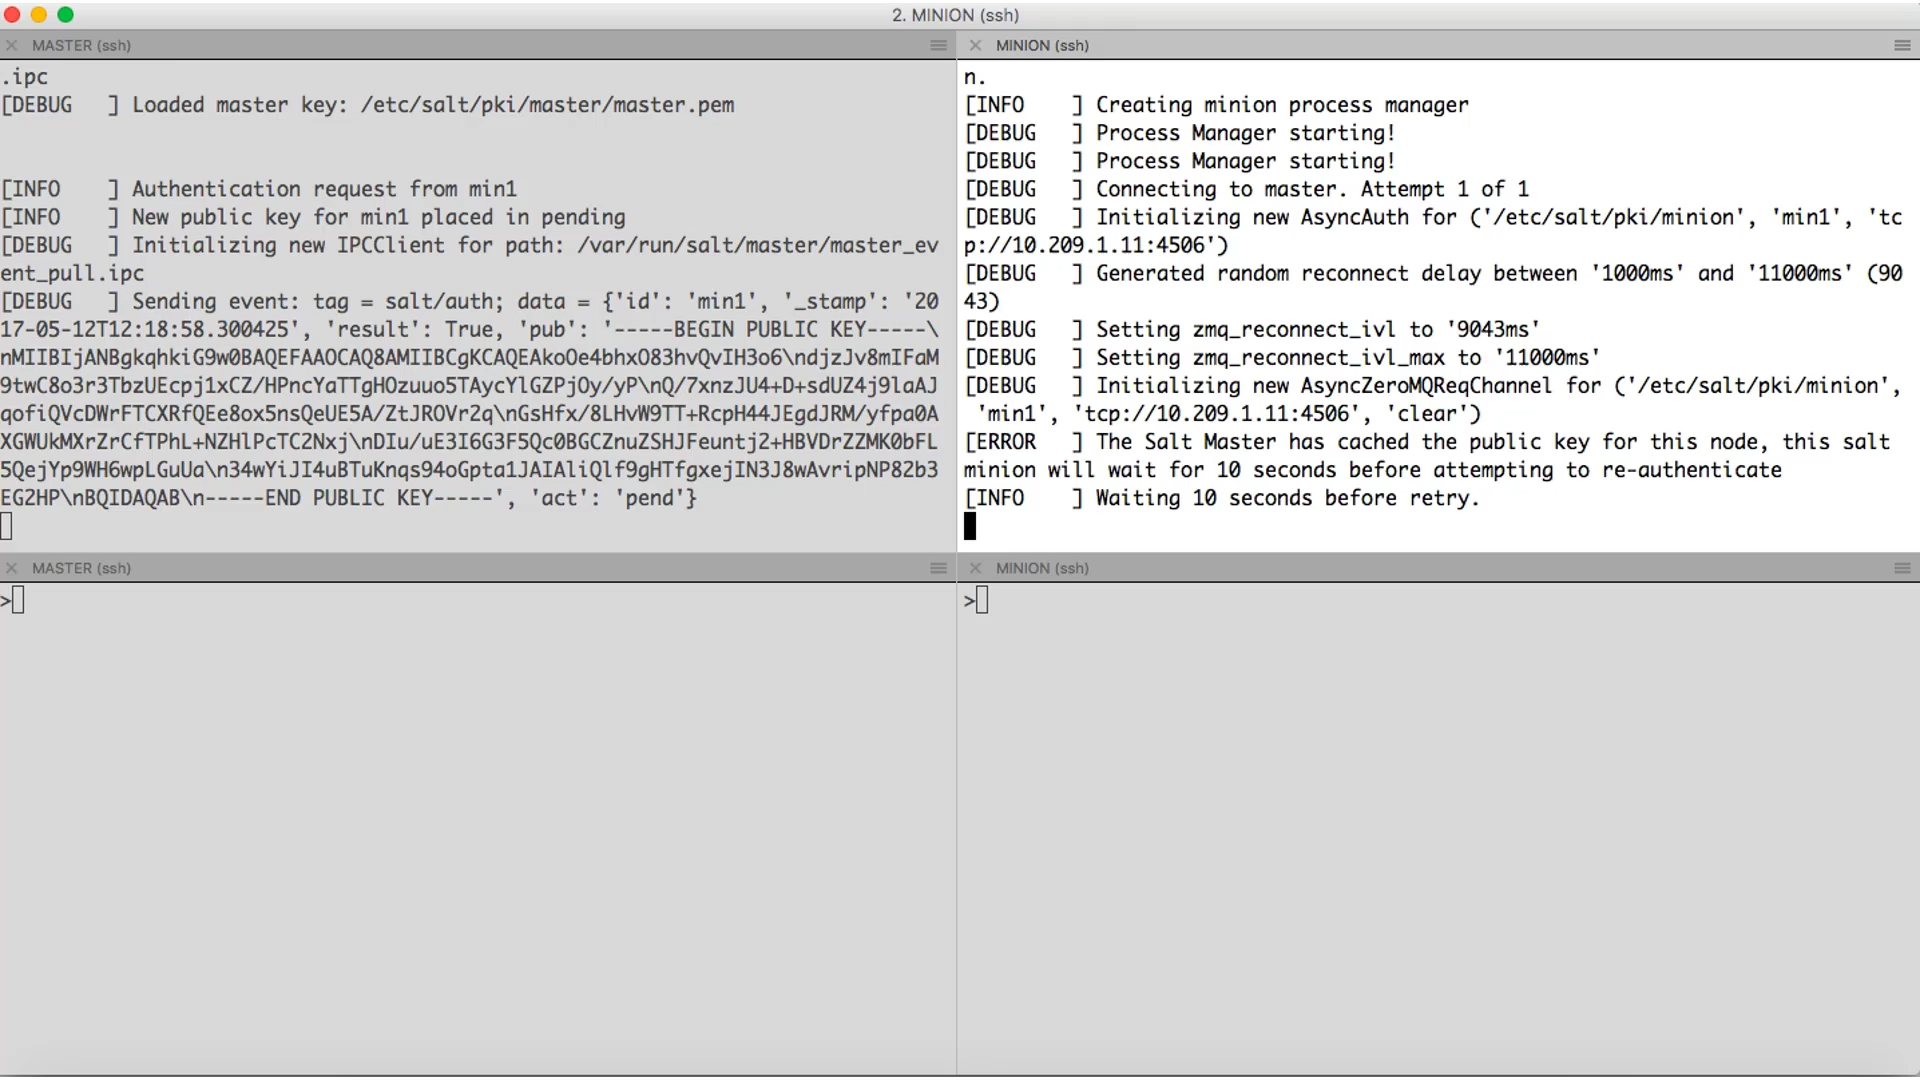 2. MINION (ssh)
MASTER (ssh)
.ipc
[DEBUG   ] Loaded master key: /etc/salt/pki/master/master.pem
[INFO    ] Authentication request from min1
[INFO    ] New public key for min1 placed in pending
[DEBUG   ] Initializing new IPCClient for path: /var/run/salt/master/master_ev
ent_pull.ipc
[DEBUG   ] Sending event: tag = salt/auth; data = {'id': 'min1', '_stamp': '20
17-05-12T12:18:58.300425', 'result': True, 'pub': '-----BEGIN PUBLIC KEY-----\
nMIIBIjANBgkqhkiG9w0BAQEFAAOCAQ8AMIIBCgKCAQEAkoOe4bhxO83hvQvIH3o6\ndjzJv8mIFaM
9twC8o3r3TbzUEcpj1xCZ/HPncYaTTgHOzuuo5TAycYlGZPjOy/yP\nQ/7xnzJU4+D+sdUZ4j9laAJ
qofiQVcDWrFTCXRfQEe8ox5nsQeUE5A/ZtJROVr2q\nGsHfx/8LHvW9TT+RcpH44JEgdJRM/yfpa0A
XGWUkMXrZrCfTPhL+NZHlPcTC2Nxj\nDIu/uE3I6G3F5Qc0BGCZnuZSHJFeuntj2+HBVDrZZMK0bFL
5QejYp9WH6wpLGuUa\n34wYiJI4uBTuKnqs94oGpta1JAIAliQlf9gHTfgxejIN3J8wAvripNP82b3
EG2HP\nBQIDAQAB\n-----END PUBLIC KEY-----', 'act': 'pend'}
MINION (ssh)
n.
[INFO    ] Creating minion process manager
[DEBUG   ] Process Manager starting!
[DEBUG   ] Process Manager starting!
[DEBUG   ] Connecting to master. Attempt 1 of 1
[DEBUG   ] Initializing new AsyncAuth for ('/etc/salt/pki/minion', 'min1', 'tc
p://10.209.1.11:4506')
[DEBUG   ] Generated random reconnect delay between '1000ms' and '11000ms' (90
43)
[DEBUG   ] Setting zmq_reconnect_ivl to '9043ms'
[DEBUG   ] Setting zmq_reconnect_ivl_max to '11000ms'
[DEBUG   ] Initializing new AsyncZeroMQReqChannel for ('/etc/salt/pki/minion',
 'min1', 'tcp://10.209.1.11:4506', 'clear')
[ERROR   ] The Salt Master has cached the public key for this node, this salt
minion will wait for 10 seconds before attempting to re-authenticate
[INFO    ] Waiting 10 seconds before retry.
MASTER (ssh)
>
MINION (ssh)
>